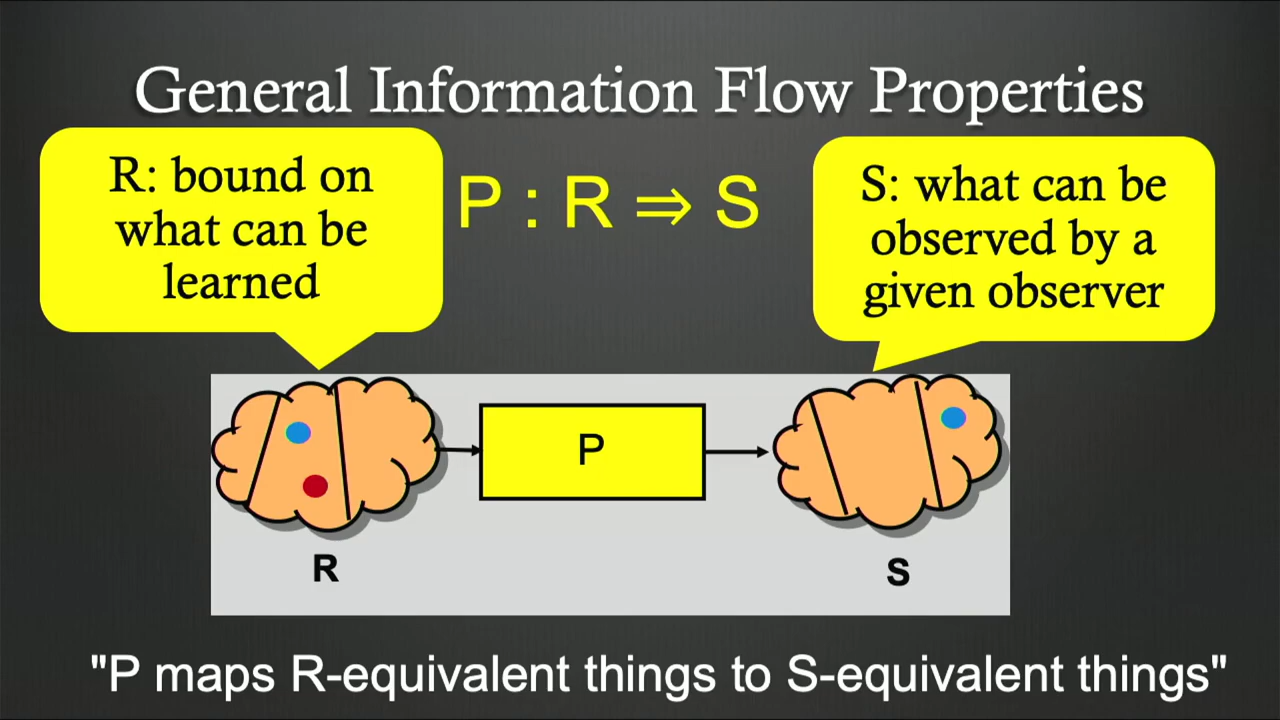 General Information Flow Properties
R: bound on
what can be
learned
P : R ⇒ S
S: what can be
observed by a
given observer
P
R
S
"P maps R-equivalent things to S-equivalent things"